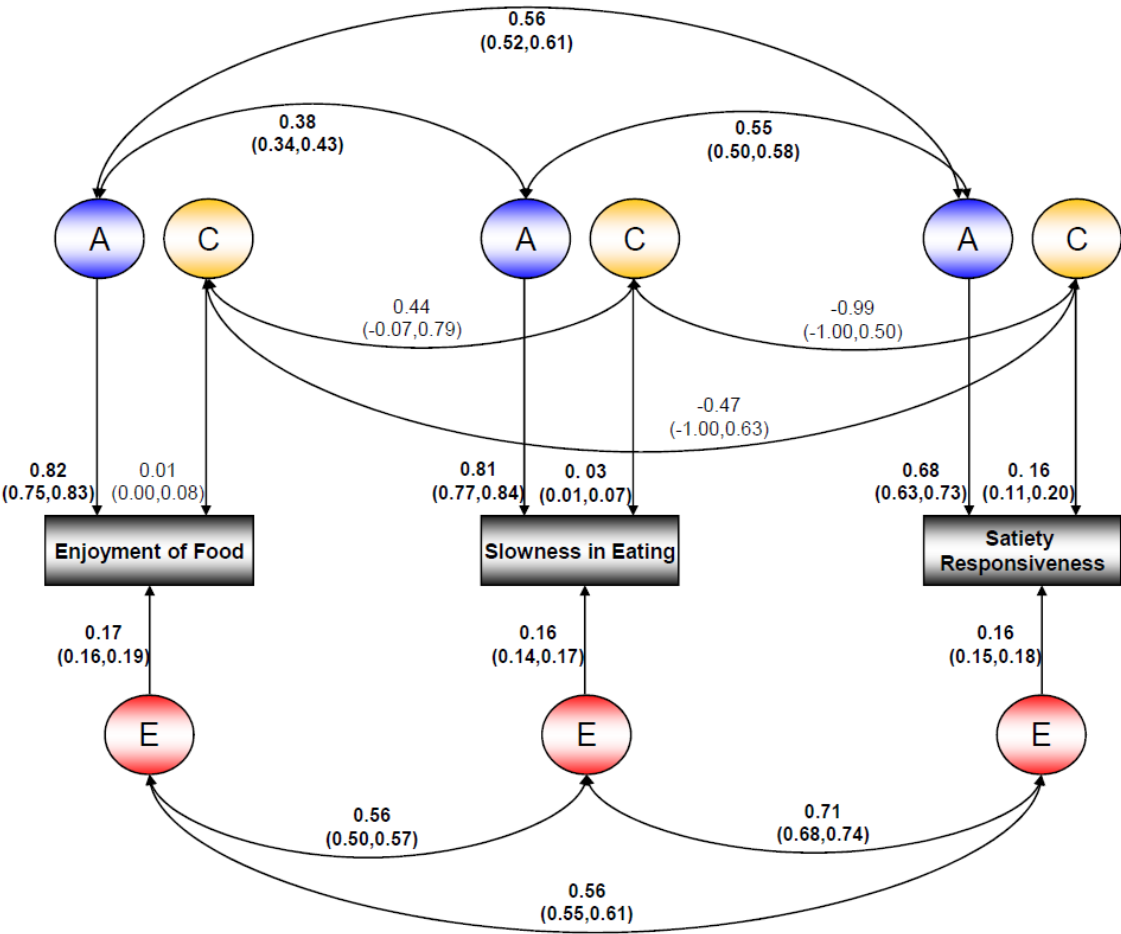 0.56
(0.52,0.61)
0.38
(0.34,0.43)
0.55
(0.50,0.58)
A
C
A
C
A
C
0.44
(-0.07,0.79)
-0.99
(-1.00,0.50)
-0.47
(-1.00,0.63)
0.82
(0.75,0.83)
0.01
(0.00,0.08)
0.81
(0.77,0.84)
0. 03
(0.01,0.07)
0.68
(0.63,0.73)
0. 16
(0.11,0.20)
Enjoyment of Food
Slowness in Eating
Satiety
Responsiveness
0.17
(0.16,0.19)
0.16
(0.14,0.17)
0.16
(0.15,0.18)
E
E
E
0.56
(0.50,0.57)
0.71
(0.68,0.74)
0.56
(0.55,0.61)